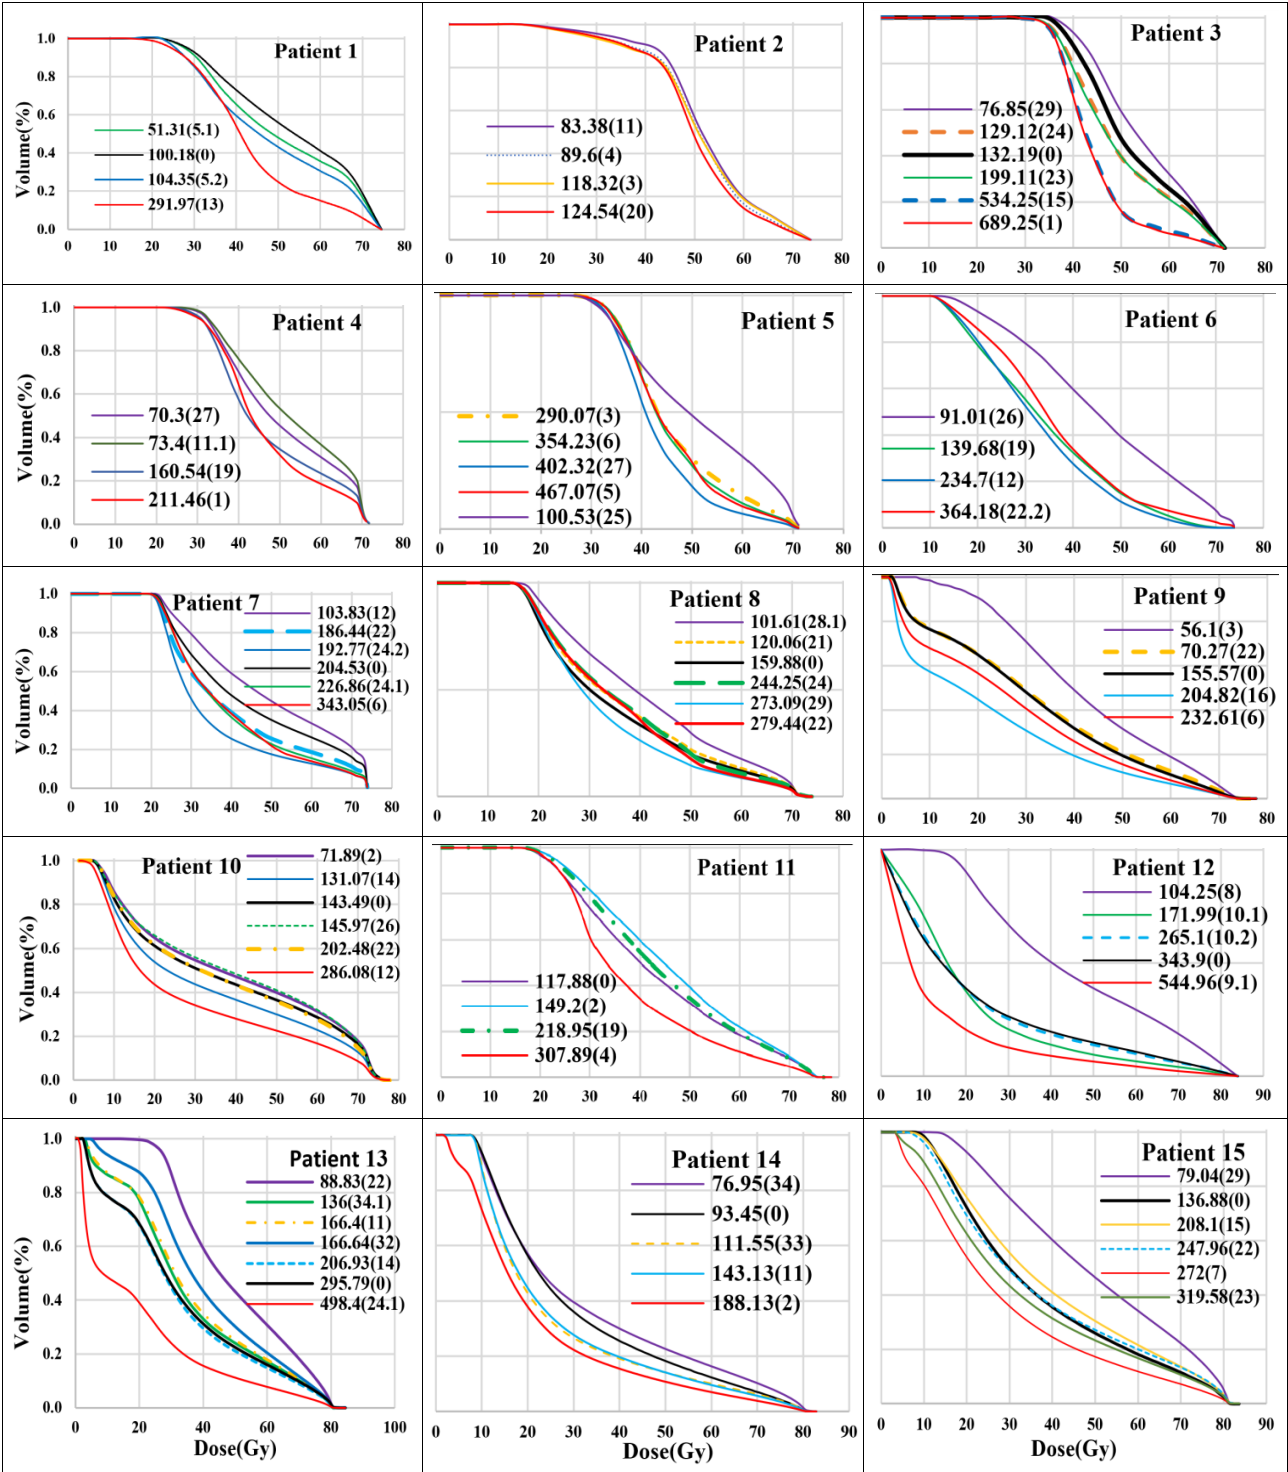 Patient 1
Volume(%)
1.0
0.8
0.6
0.4
0.2
0.0
51.31(5.1)
100.18(0)
104.35(5.2)
291.97(13)
0 10 20 30 40 50 60 70 80
Patient 2
83.38(11)
89.6(4)
118.32(3)
124.54(20)
0 10 20 30 40 50 60 70 80
Patient 3
76.85(29)
129.12(24)
132.19(0)
199.11(23)
534.25(15)
689.25(1)
0 10 20 30 40 50 60 70 80
Patient 4
Volume(%)
1.0
0.8
0.6
0.4
0.2
0.0
70.3(27)
73.4(11.1)
160.54(19)
211.46(1)
0 10 20 30 40 50 60 70 80
Patient 5
290.07(3)
354.23(6)
402.32(27)
467.07(5)
100.53(25)
0 10 20 30 40 50 60 70 80
Patient 6
91.01(26)
139.68(19)
234.7(12)
364.18(22.2)
0 10 20 30 40 50 60 70 80
Patient 7
Volume(%)
1.0
0.8
0.6
0.4
0.2
0.0
103.83(12)
186.44(22)
192.77(24.2)
204.53(0)
226.86(24.1)
343.05(6)
0 10 20 30 40 50 60 70 80
Patient 8
101.61(28.1)
120.06(21)
159.88(0)
244.25(24)
273.09(29)
279.44(22)
0 10 20 30 40 50 60 70 80
Patient 9
56.1(3)
70.27(22)
155.57(0)
204.82(16)
232.61(6)
0 10 20 30 40 50 60 70 80
Patient 10
Volume(%)
1.0
0.8
0.6
0.4
0.2
0.0
71.89(2)
131.07(14)
143.49(0)
145.97(26)
202.48(22)
286.08(12)
0 10 20 30 40 50 60 70 80
Patient 11
117.88(0)
149.2(2)
218.95(19)
307.89(4)
0 10 20 30 40 50 60 70 80
Patient 12
104.25(8)
171.99(10.1)
265.1(10.2)
343.9(0)
544.96(9.1)
0 10 20 30 40 50 60 70 80 90
Patient 13
Volume(%)
1.0
0.8
0.6
0.4
0.2
0.0
88.83(22)
136(34.1)
166.4(11)
166.64(32)
206.93(14)
295.79(0)
498.4(24.1)
0 20 40 60 80 100
Dose(Gy)
Patient 14
76.95(34)
93.45(0)
111.55(33)
143.13(11)
188.13(2)
0 10 20 30 40 50 60 70 80 90
Dose(Gy)
Patient 15
79.04(29)
136.88(0)
208.1(15)
247.96(22)
272(7)
319.58(23)
0 10 20 30 40 50 60 70 80 90
Dose(Gy)